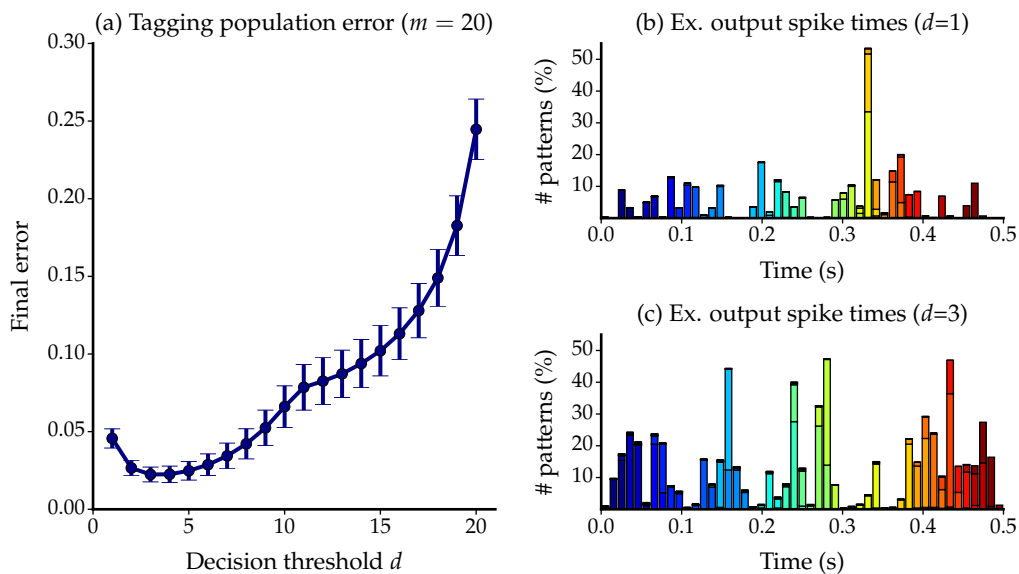 (a) Tagging population error (m = 20)
0.30
0.25
0.20
0.15
0.10
0.05
0.00
Final error
0 5 10 15 20
Decision threshold d
(b) Ex. output spike times (d=1)
50
40
30
20
10
# patterns (%)
0.0 0.1 0.2 0.3 0.4 0.5
Time (s)
(c) Ex. output spike times (d=3)
50
40
30
20
10
# patterns (%)
0.0 0.1 0.2 0.3 0.4 0.5
Time (s)